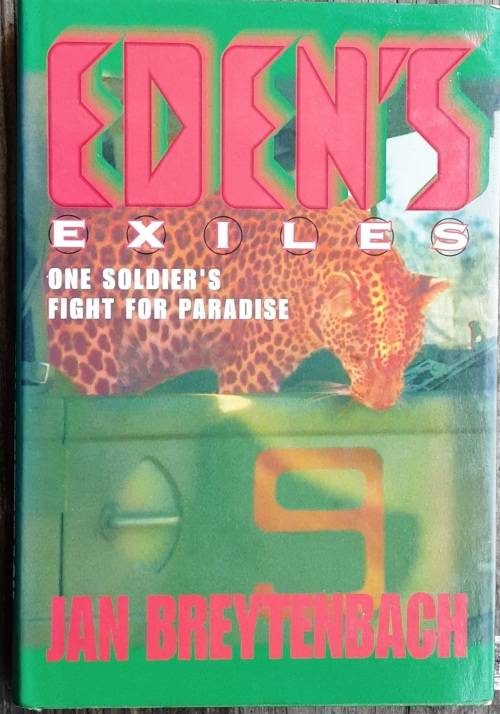 EDEN'S
EXILES
ONE SOLDIER'S
FIGHT FOR PARADISE
9
JAN BREYTENBACH